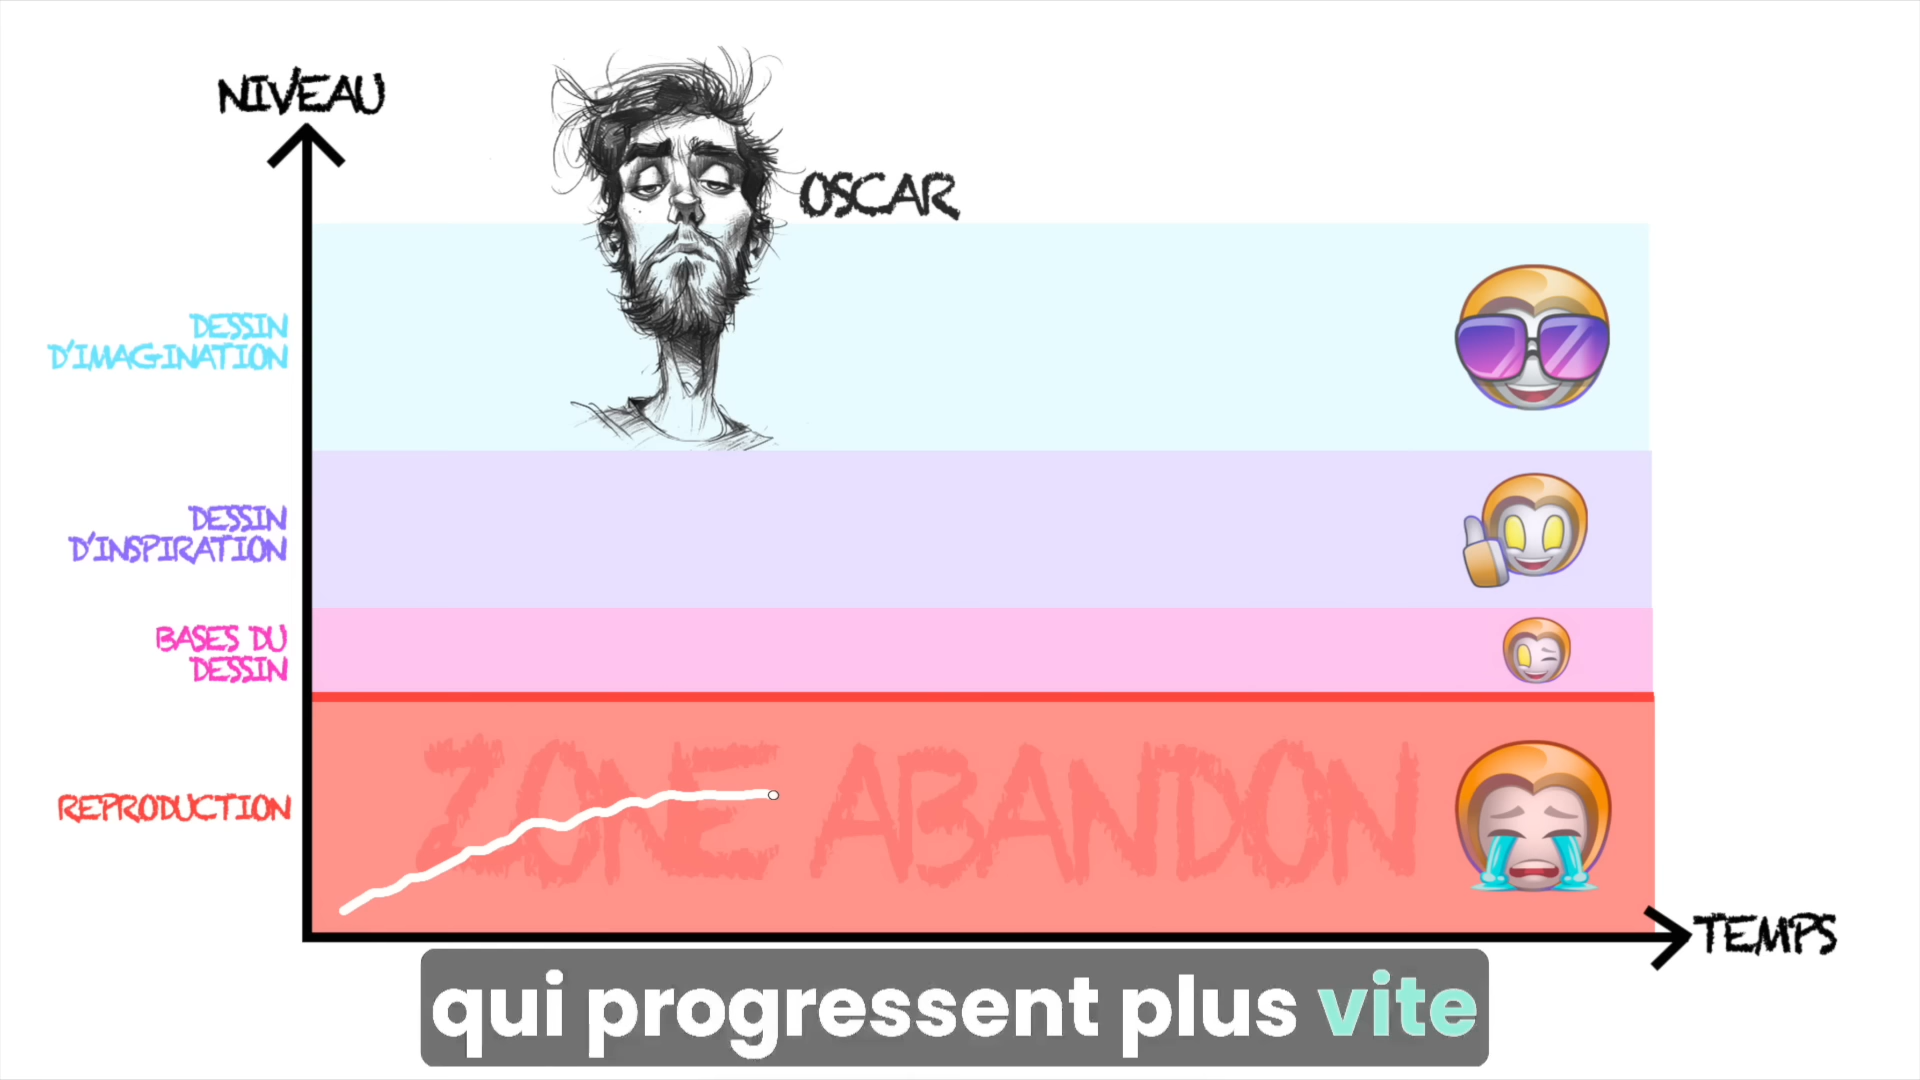 NIVEAU
OSCAR
DESSIN
D'IMAGINATION
DESSIN
D'INSPIRATION
BASES DU
DESSIN
ZONE ABANDON
REPRODUCTION
TEMPS
qui progressent plus vite